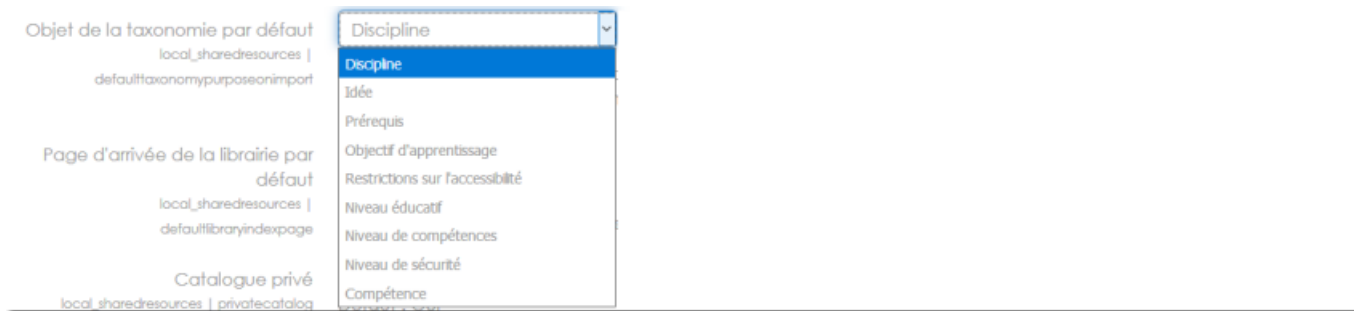 Objet de la taxonomie par défaut
Discipline
local_sharedresources |
defaulttaxonomypurposeonimport
Discipline
Idée
Prérequis
Objectif d'apprentissage
Restrictions sur l'accessibilité
Niveau éducatif
Niveau de compétences
Niveau de sécurité
Compétence
Page d'arrivée de la librairie par
défaut
local_sharedresources |
defaultlibraryindexpage
Catalogue privé
local_sharedresources | privatecatalog